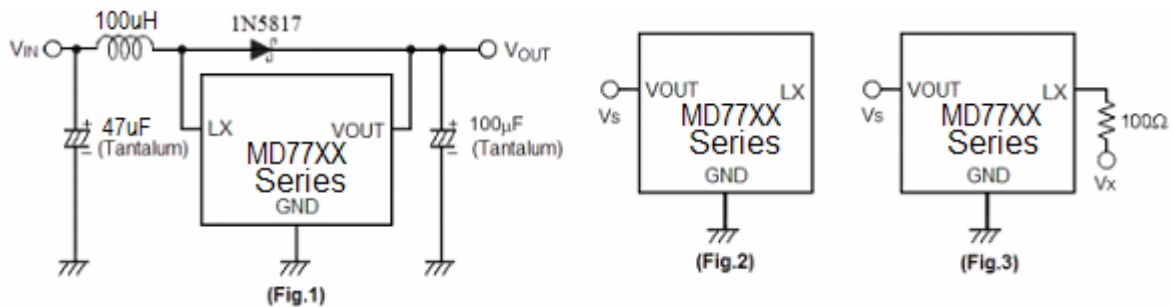 100uH
1N5817
VIN
VOUT
47uF
(Tantalum)
LX
VOUT
MD77XX
Series
GND
100μF
(Tantalum)
(Fig.1)
VS
VOUT
LX
MD77XX
Series
GND
(Fig.2)
VS
VOUT
LX
MD77XX
Series
GND
100Ω
VX
(Fig.3)